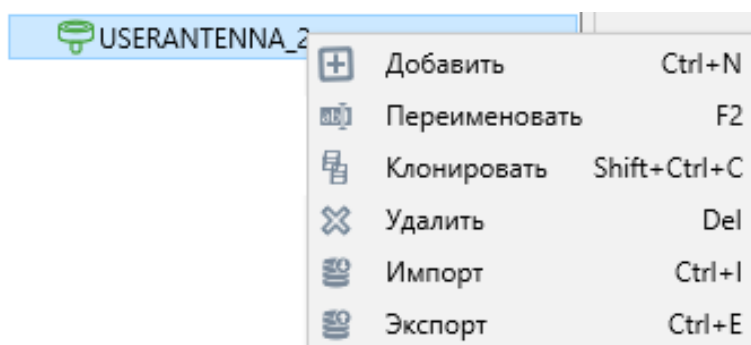 USERANTENNA_2
Добавить Ctrl+N
Переименовать F2
Клонировать Shift+Ctrl+C
Удалить Del
Импорт Ctrl+I
Экспорт Ctrl+E